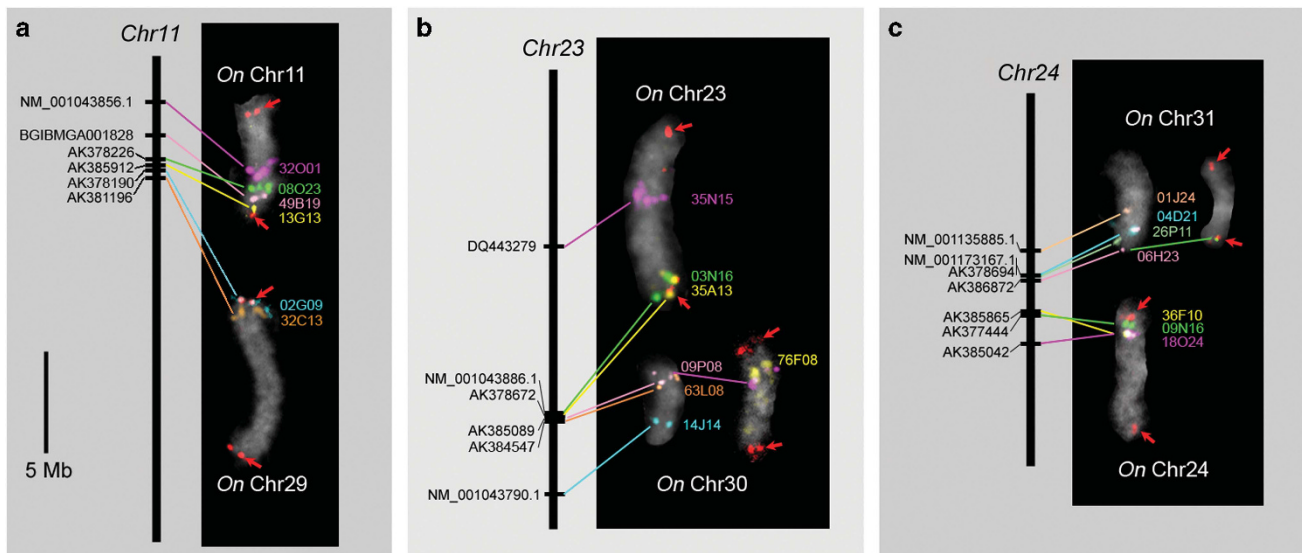 a
Chr11
On Chr11
NM_001043856.1
BGIBMGA001828
AK378226
AK385912
AK378190
AK381196
32O01
08O23
49B19
13G13
02G09
32C13
5 Mb
On Chr29
b
Chr23
On Chr23
35N15
DQ443279
03N16
35A13
NM_001043886.1
AK378672
AK385089
AK384547
09P08
76F08
63L08
14J14
NM_001043790.1
On Chr30
c
Chr24
On Chr31
01J24
04D21
26P11
06H23
NM_001135885.1
NM_001173167.1
AK378694
AK386872
AK385865
AK377444
AK385042
36F10
09N16
18O24
On Chr24